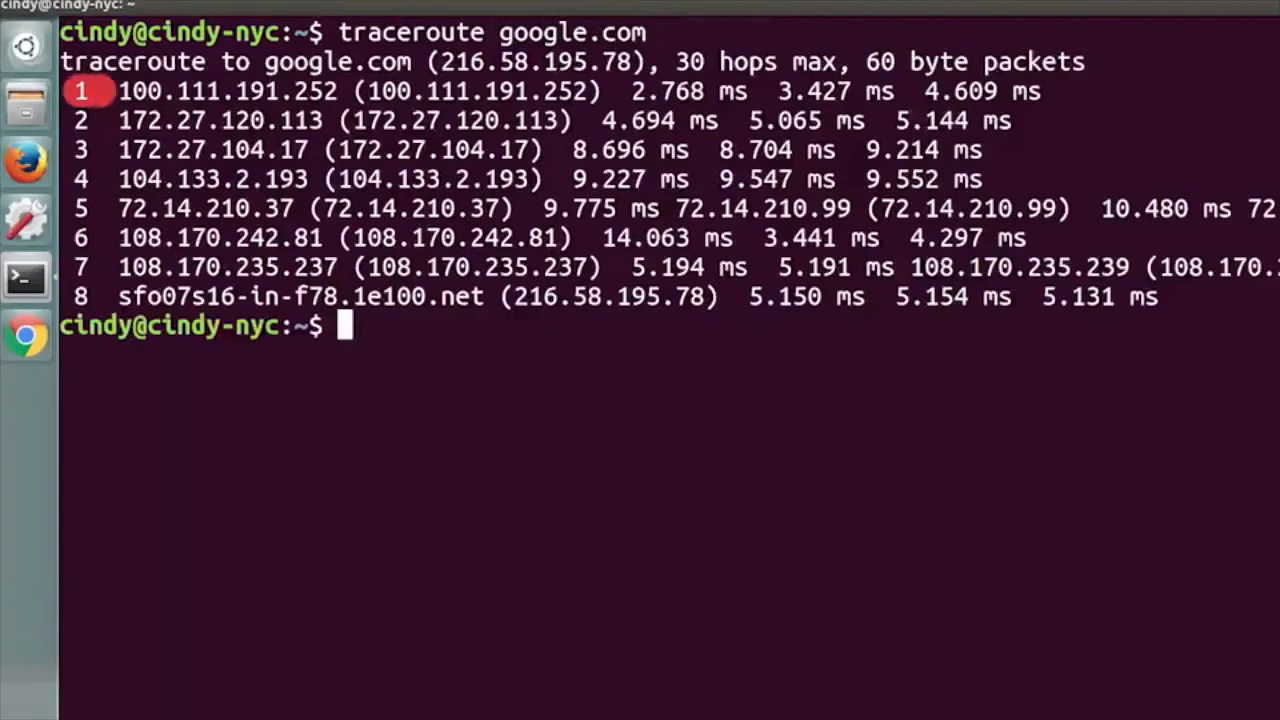 cindy@cindy-nyc: ~
cindy@cindy-nyc:~$ traceroute google.com
traceroute to google.com (216.58.195.78), 30 hops max, 60 byte packets
1 100.111.191.252 (100.111.191.252) 2.768 ms 3.427 ms 4.609 ms
2 172.27.120.113 (172.27.120.113) 4.694 ms 5.065 ms 5.144 ms
3 172.27.104.17 (172.27.104.17) 8.696 ms 8.704 ms 9.214 ms
4 104.133.2.193 (104.133.2.193) 9.227 ms 9.547 ms 9.552 ms
5 72.14.210.37 (72.14.210.37) 9.775 ms 72.14.210.99 (72.14.210.99) 10.480 ms 72
6 108.170.242.81 (108.170.242.81) 14.063 ms 3.441 ms 4.297 ms
7 108.170.235.237 (108.170.235.237) 5.194 ms 5.191 ms 108.170.235.239 (108.170.
8 sfo07s16-in-f78.1e100.net (216.58.195.78) 5.150 ms 5.154 ms 5.131 ms
cindy@cindy-nyc:~$